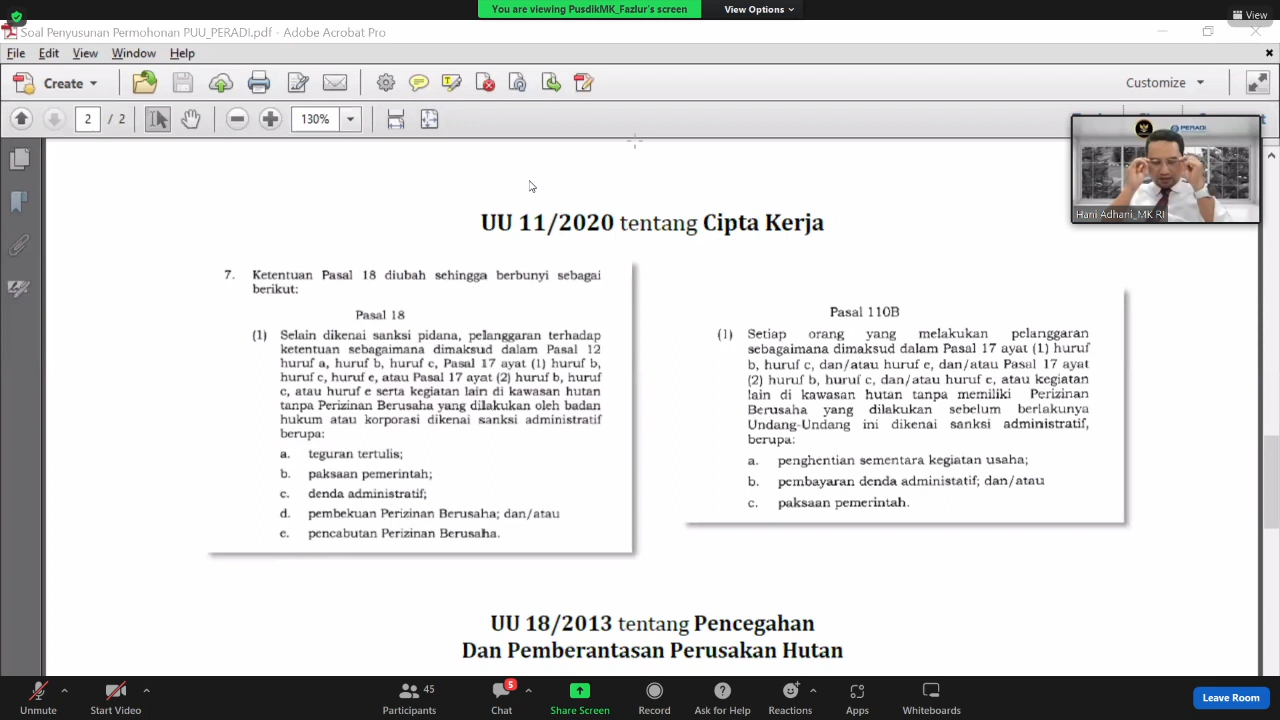 You are viewing PusdikMK_Fazlur's screen
View Options
View
Soal Penyusunan Permohonan PUU_PERADI.pdf - Adobe Acrobat Pro
File Edit View Window Help
Create
Customize
2 / 2
130%
PERADI
Hani Adhani_MK RI
UU 11/2020 tentang Cipta Kerja
7. Ketentuan Pasal 18 diubah sehingga berbunyi sebagai
berikut:
Pasal 18
(1) Selain dikenai sanksi pidana, pelanggaran terhadap
ketentuan sebagaimana dimaksud dalam Pasal 12
huruf a, huruf b, huruf c, Pasal 17 ayat (1) huruf b,
huruf c, huruf e, atau Pasal 17 ayat (2) huruf b, huruf
c, atau huruf e serta kegiatan lain di kawasan hutan
tanpa Perizinan Berusaha yang dilakukan oleh badan
hukum atau korporasi dikenai sanksi administratif
berupa:
a. teguran tertulis;
b. paksaan pemerintah;
c. denda administratif;
d. pembekuan Perizinan Berusaha; dan/atau
e. pencabutan Perizinan Berusaha.
Pasal 110B
(1) Setiap orang yang melakukan pelanggaran
sebagaimana dimaksud dalam Pasal 17 ayat (1) huruf
b, huruf c, dan/atau huruf e, dan/atau Pasal 17 ayat
(2) huruf b, huruf c, dan/atau huruf e, atau kegiatan
lain di kawasan hutan tanpa memiliki Perizinan
Berusaha yang dilakukan sebelum berlakunya
Undang-Undang ini dikenai sanksi administratif,
berupa:
a. penghentian sementara kegiatan usaha;
b. pembayaran denda administatif; dan/atau
c. paksaan pemerintah.
UU 18/2013 tentang Pencegahan
Dan Pemberantasan Perusakan Hutan
Unmute
Start Video
45
Participants
5
Chat
Share Screen
Record
Ask for Help
Reactions
Apps
Whiteboards
Leave Room